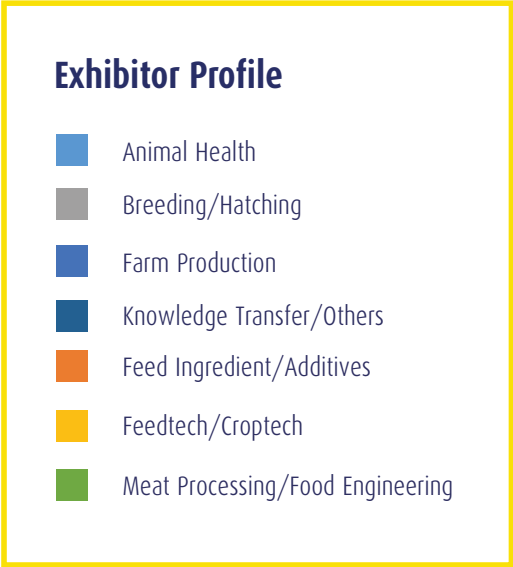 Exhibitor Profile
Animal Health
Breeding/Hatching
Farm Production
Knowledge Transfer/Others
Feed Ingredient/Additives
Feedtech/Croptech
Meat Processing/Food Engineering